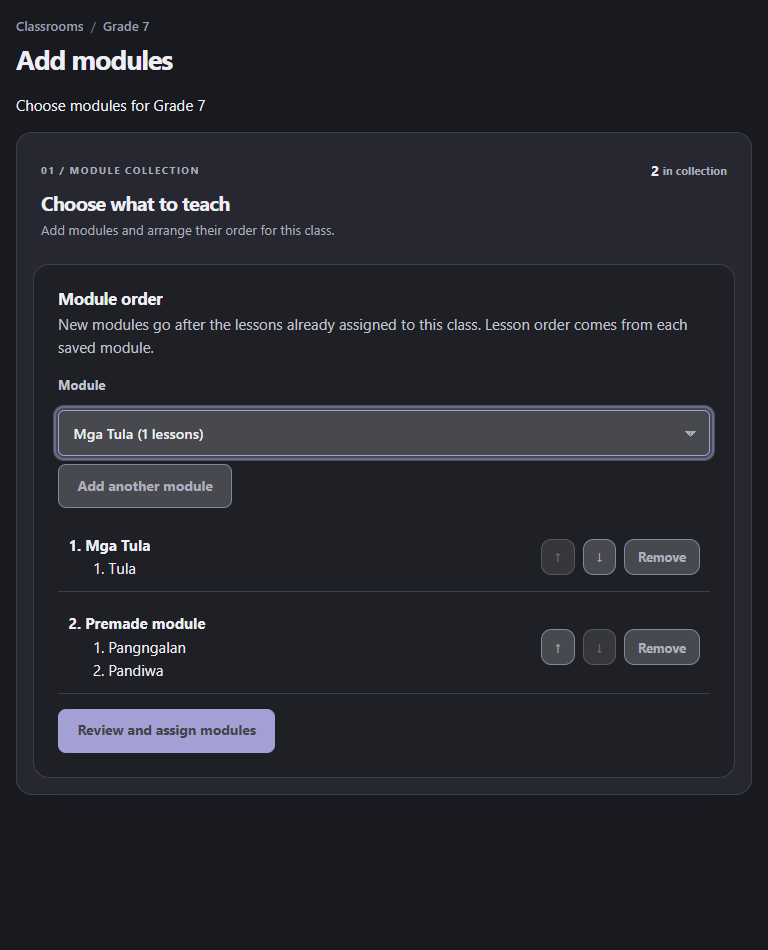 Classrooms / Grade 7
Add modules
Choose modules for Grade 7
01 / MODULE COLLECTION
2 in collection
Choose what to teach
Add modules and arrange their order for this class.
Module order
New modules go after the lessons already assigned to this class. Lesson order comes from each
saved module.
Module
Mga Tula (1 lessons)
Add another module
1. Mga Tula
1. Tula
↑ ↓ Remove
2. Premade module
1. Pangngalan
2. Pandiwa
↑ ↓ Remove
Review and assign modules